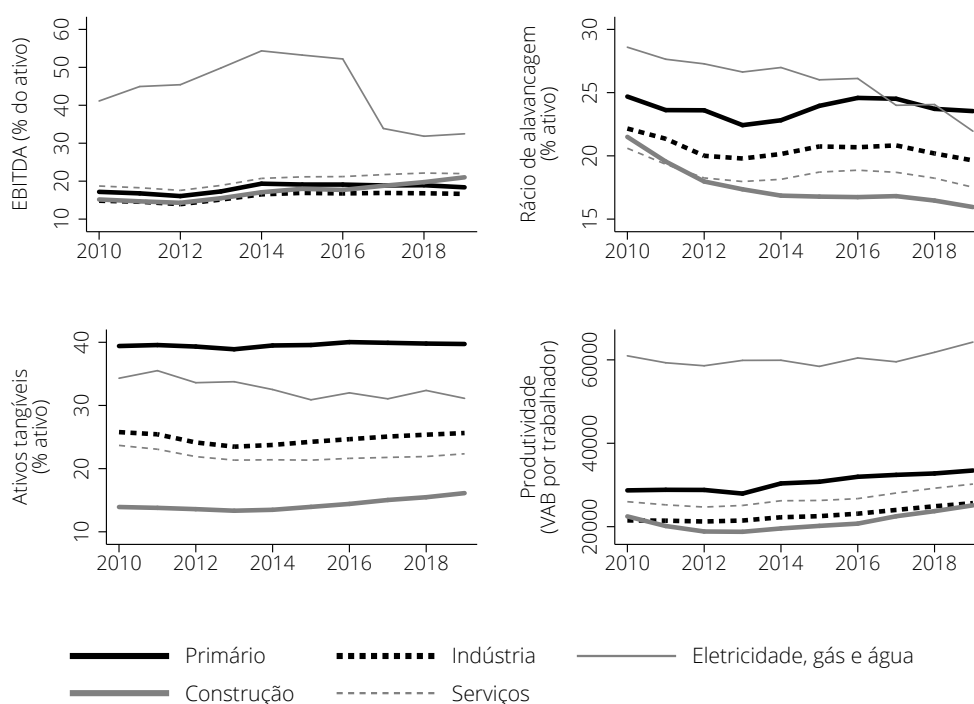 EBITDA (% do ativo)
60
50
40
30
20
10
2010 2012 2014 2016 2018
Rácio de alavancagem
(% ativo)
30
25
20
15
2010 2012 2014 2016 2018
Ativos tangíveis
(% ativo)
40
30
20
10
2010 2012 2014 2016 2018
Produtividade
(VAB por trabalhador)
60000
40000
20000
2010 2012 2014 2016 2018
Primário Indústria Eletricidade, gás e água
Construção Serviços